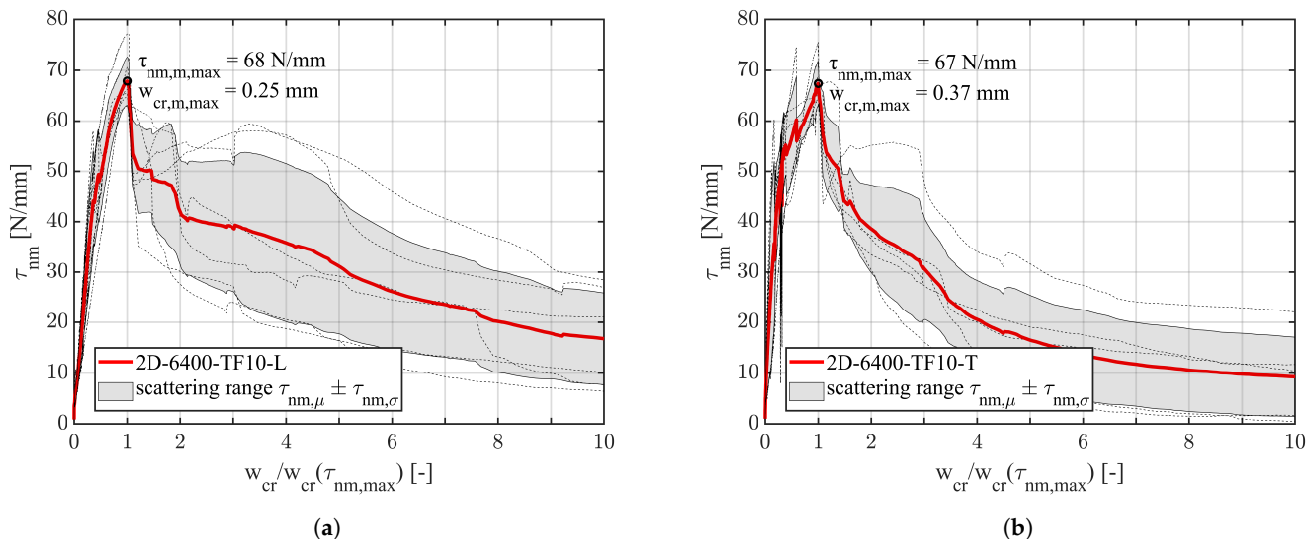 80
70
60
50
40
30
20
10
0
τnm [N/mm]
τnm,m,max = 68 N/mm
wcr,m,max = 0.25 mm
2D-6400-TF10-L
scattering range τnm.μ ± τnm,σ
0 1 2 4 6 8 10
wcr/wcr(τnm,max) [-]
(a)
80
70
60
50
40
30
20
10
0
τnm [N/mm]
τnm,m,max = 67 N/mm
wcr,m,max = 0.37 mm
2D-6400-TF10-T
scattering range τnm.μ ± τnm,σ
0 1 2 4 6 8 10
wcr/wcr(τnm,max) [-]
(b)